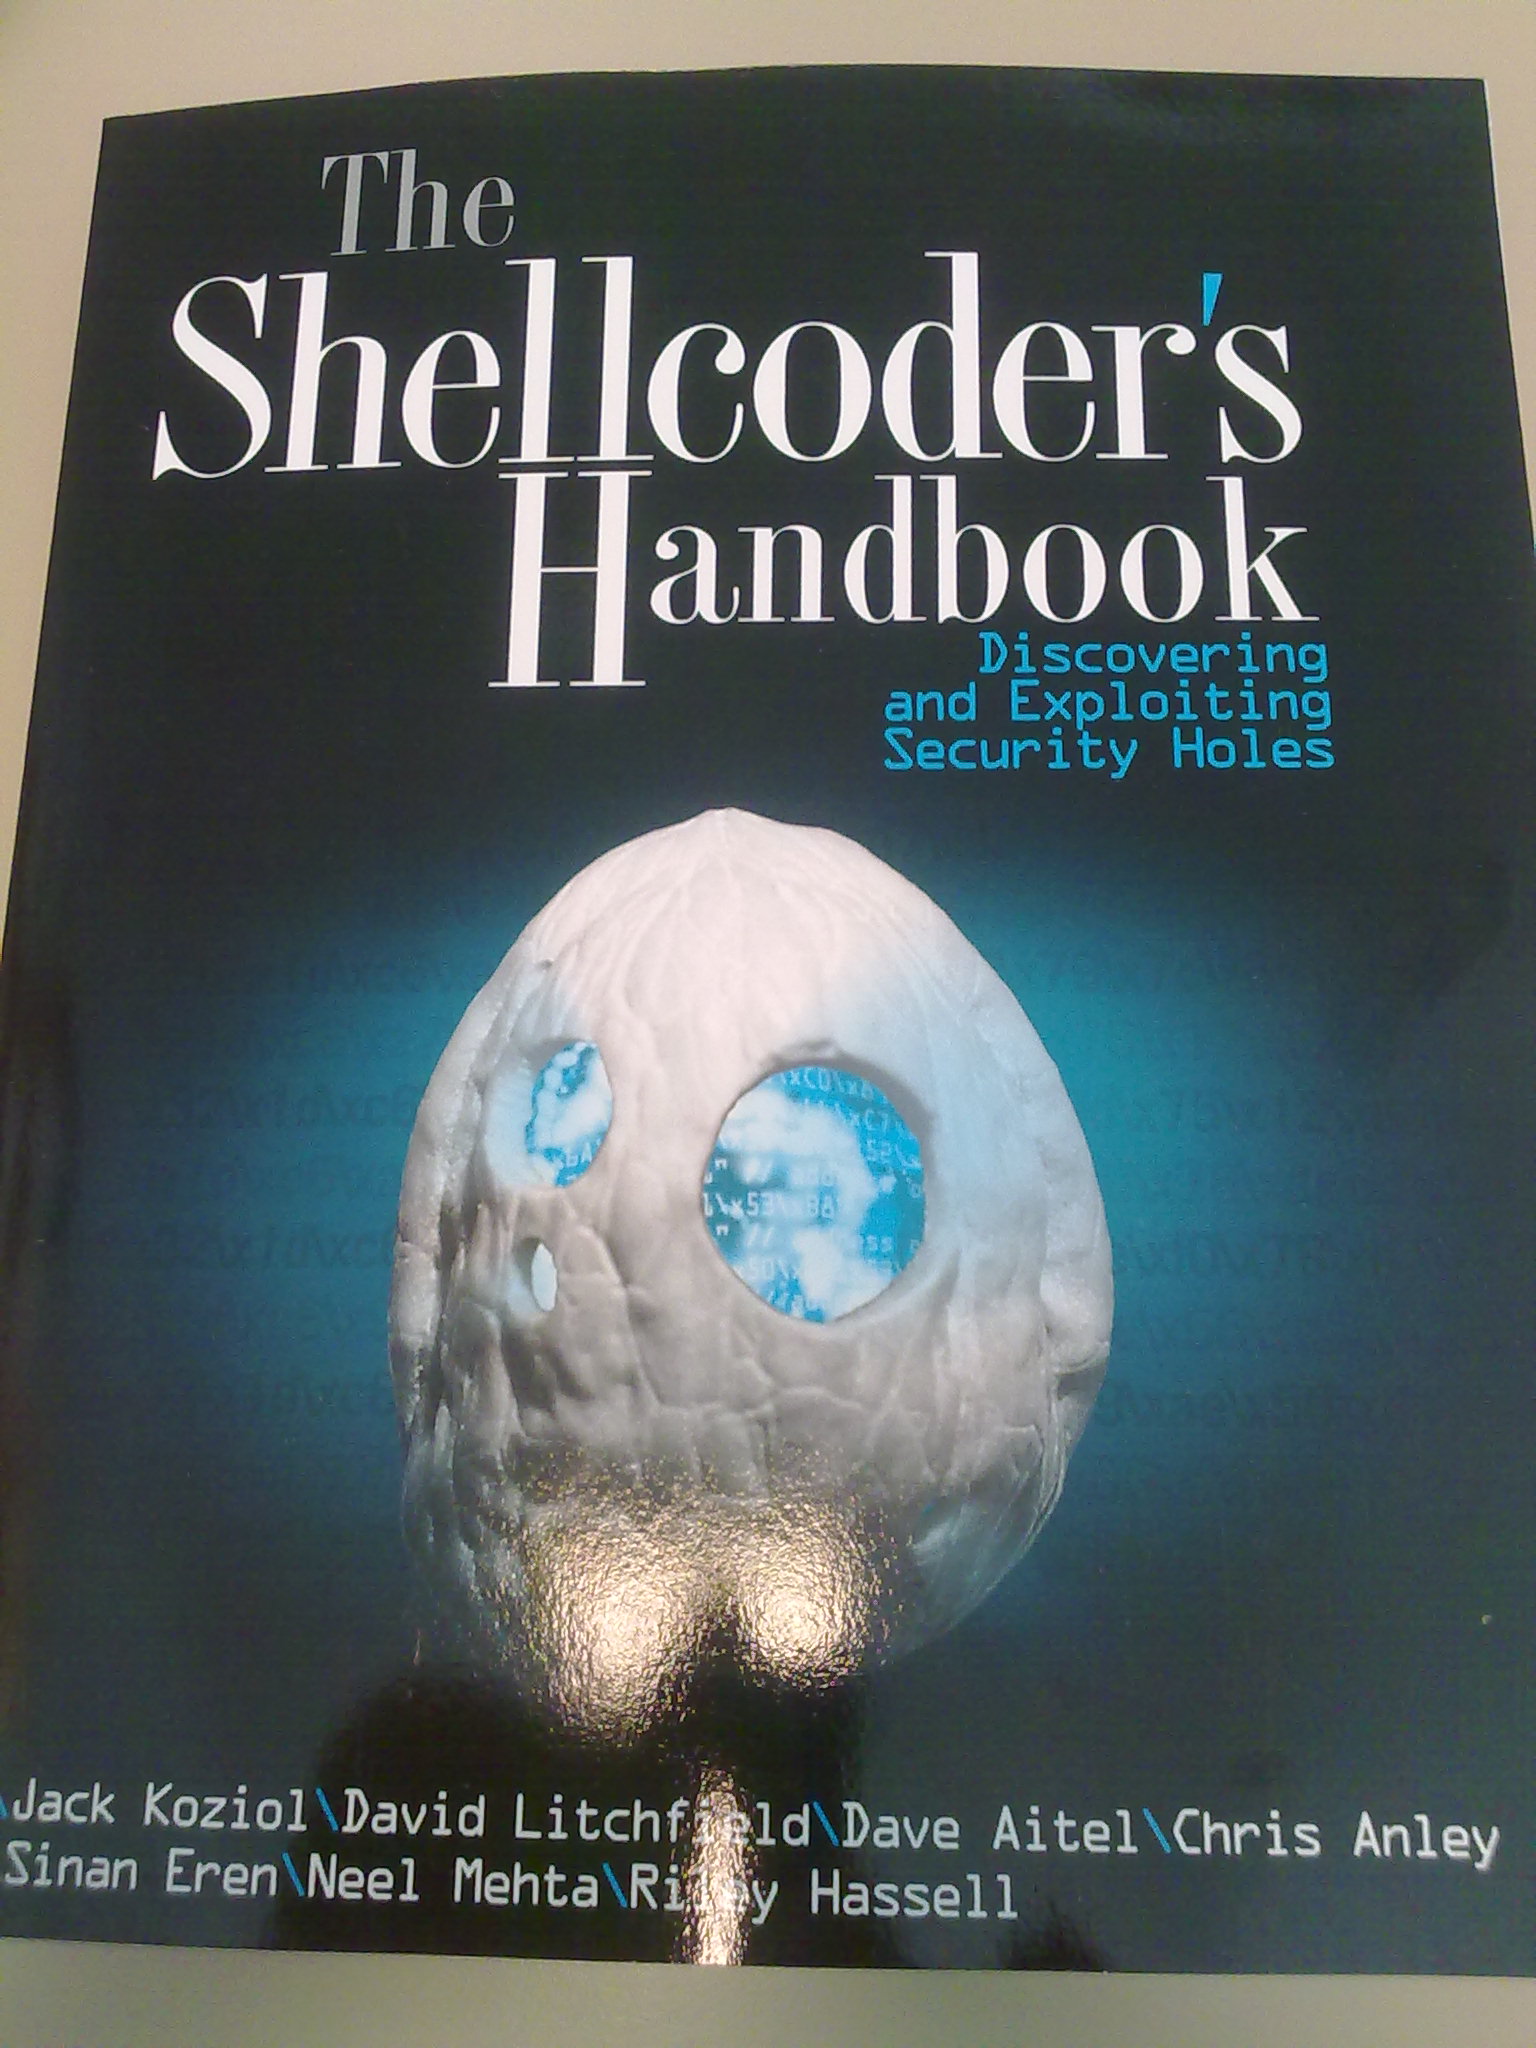 The
Shellcoder's
Handbook
Discovering
and Exploiting
Security Holes
\Jack Koziol\David Litchfield\Dave Aitel\Chris Anley
Sinan Eren\Neel Mehta\Riley Hassell